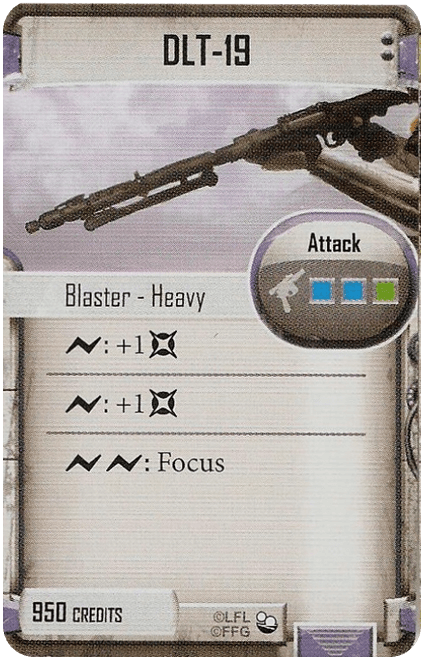 DLT-19
Attack
Blaster - Heavy
: +1
: +1
: Focus
950 CREDITS
©LFL
©FFG